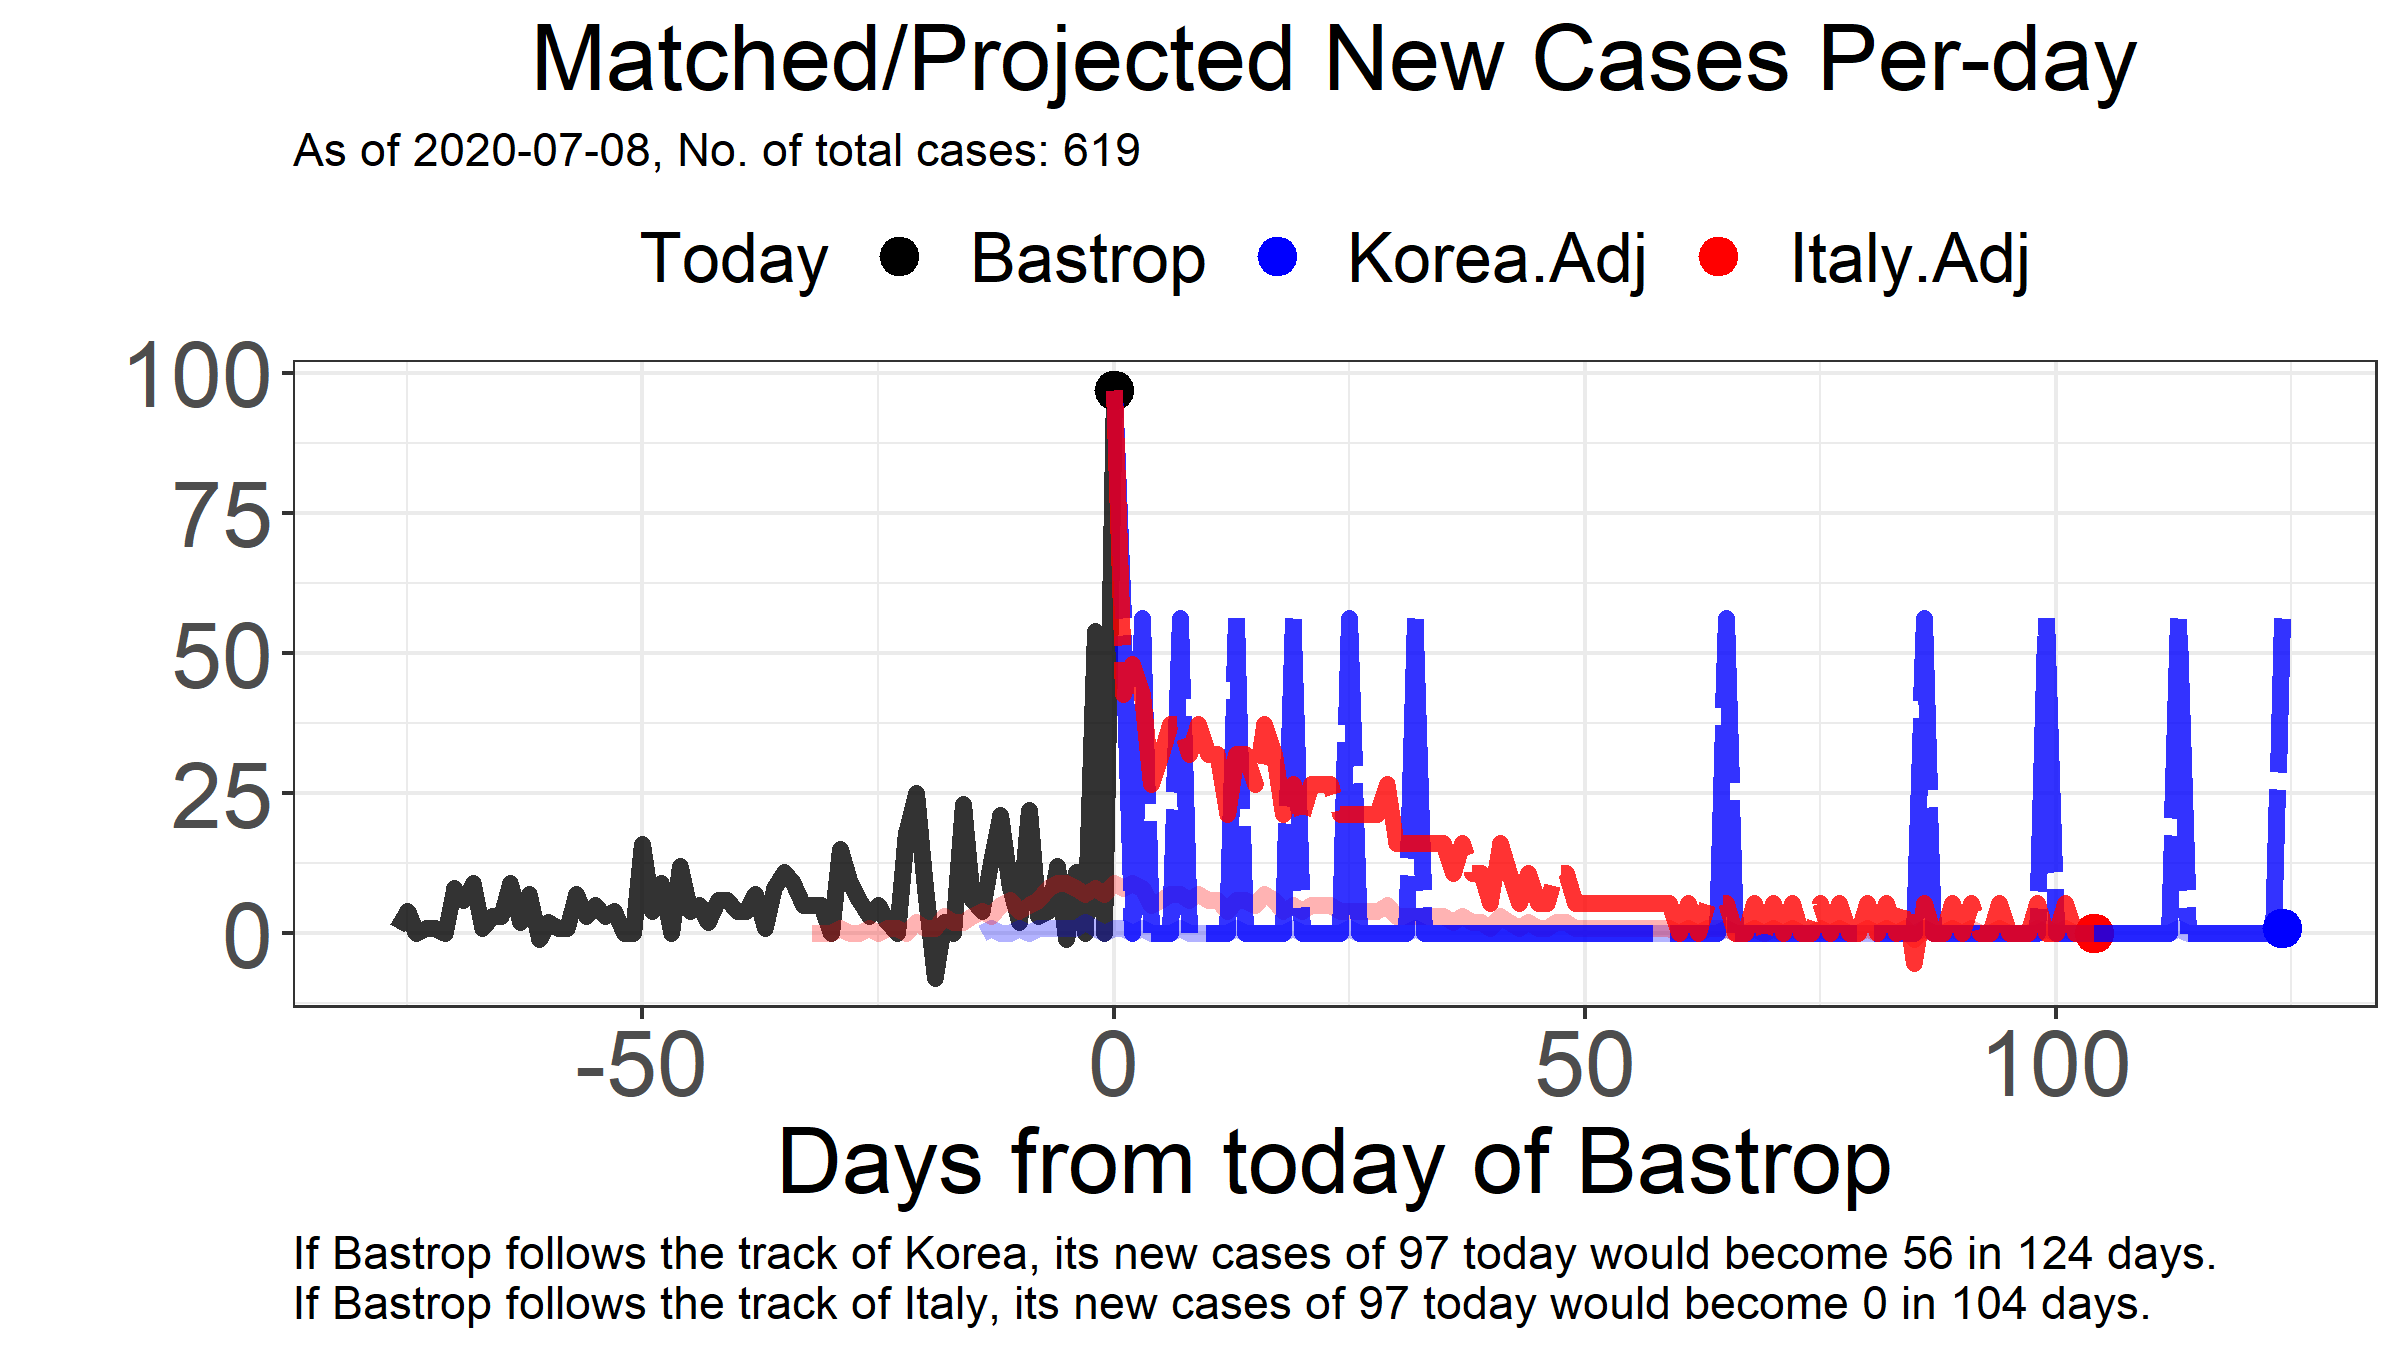 Matched/Projected New Cases Per-day
As of 2020-07-08, No. of total cases: 619
Today Bastrop Korea.Adj Italy.Adj
100
75
50
25
0
-50 0 50 100
Days from today of Bastrop
If Bastrop follows the track of Korea, its new cases of 97 today would become 56 in 124 days.
If Bastrop follows the track of Italy, its new cases of 97 today would become 0 in 104 days.